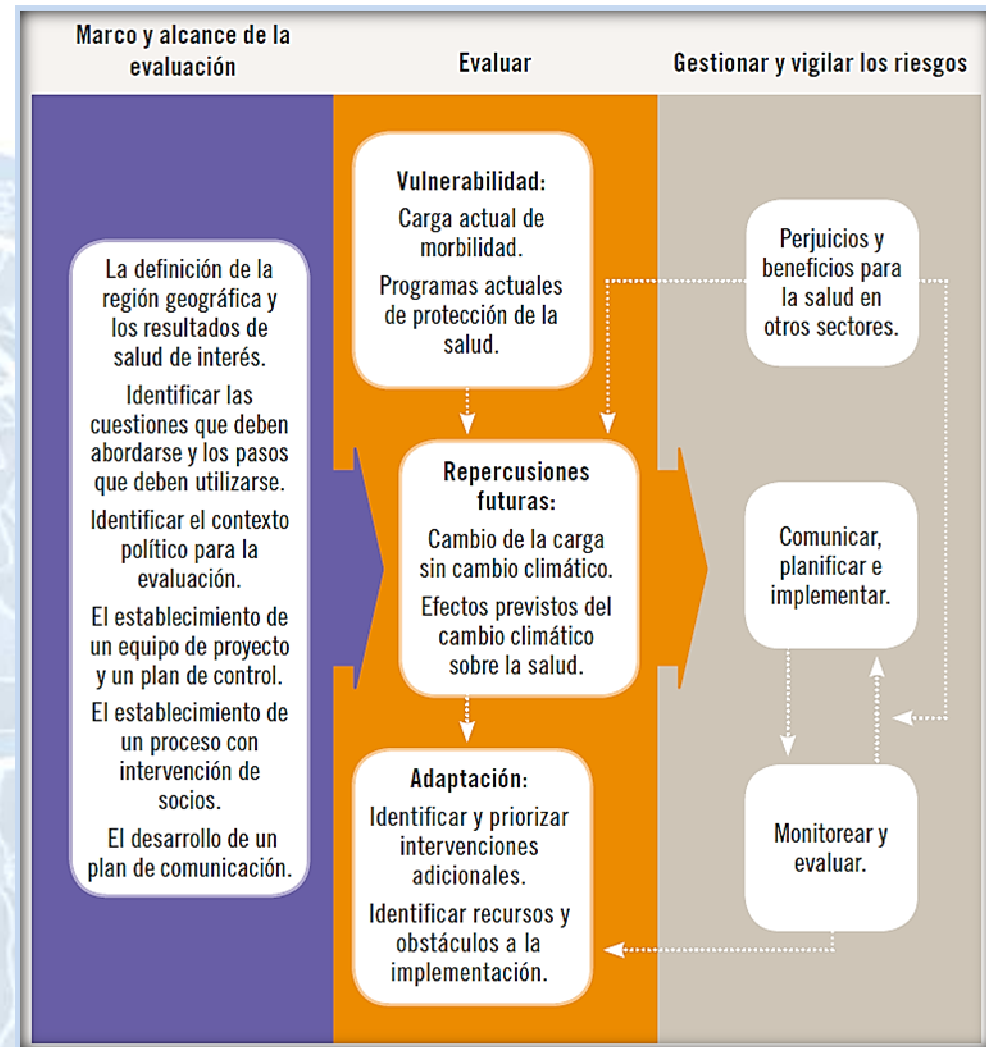 Marco y alcance de la
evaluación
Evaluar
Gestionar y vigilar los riesgos
La definición de la
región geográfica y
los resultados de
salud de interés.
Identificar las
cuestiones que deben
abordarse y los pasos
que deben utilizarse.
Identificar el contexto
político para la
evaluación.
El establecimiento de
un equipo de proyecto
y un plan de control.
El establecimiento de
un proceso con
intervención de
socios.
El desarrollo de un
plan de comunicación.
Vulnerabilidad:
Carga actual de
morbilidad.
Programas actuales
de protección de la
salud.
Repercusiones
futuras:
Cambio de la carga
sin cambio climático.
Efectos previstos del
cambio climático
sobre la salud.
Adaptación:
Identificar y priorizar
intervenciones
adicionales.
Identificar recursos y
obstáculos a la
implementación.
Perjuicios y
beneficios para
la salud en
otros sectores.
Comunicar,
planificar e
implementar.
Monitorear y
evaluar.